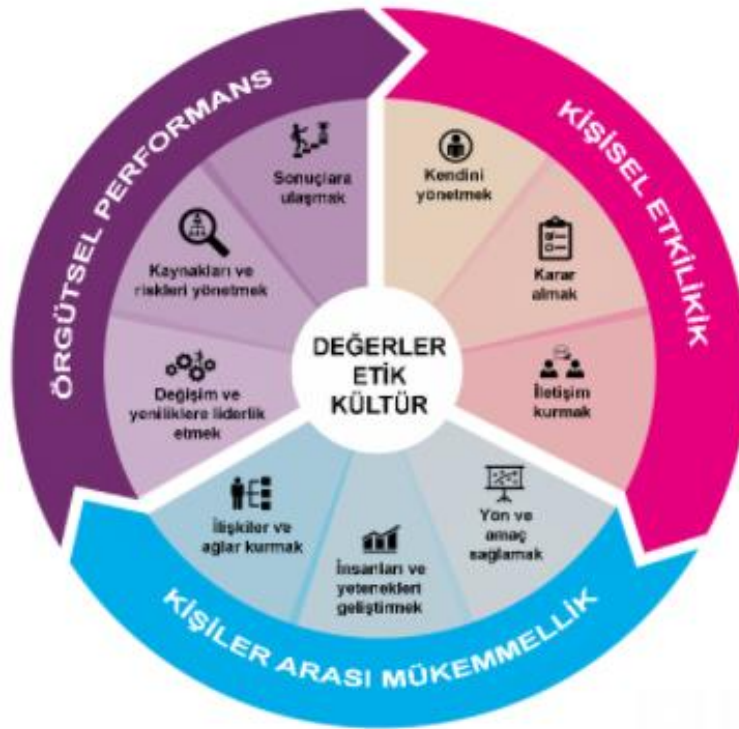 ÖRGÜTSEL PERFORMANS
KİŞİSEL ETKİLİKİK
KİŞİLER ARASI MÜKEMMELLİK
DEĞERLER
ETİK
KÜLTÜR
Kendini
yönetmek
Karar
almak
İletişim
kurmak
Yön ve
amaç
sağlamak
İnsanları ve
yetenekleri
geliştirmek
İlişkiler ve
ağlar kurmak
Değişim ve
yeniliklere liderlik
etmek
Kaynakları ve
riskleri yönetmek
Sonuçlara
ulaşmak